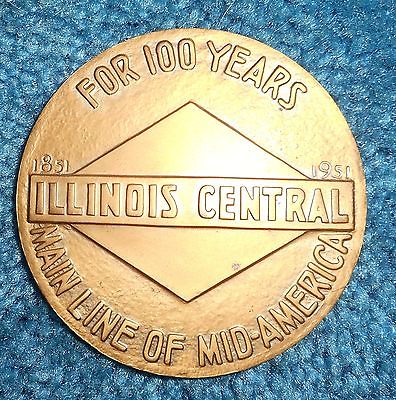 FOR 100 YEARS
1851 1951
ILLINOIS CENTRAL
MAIN LINE OF MID-AMERICA